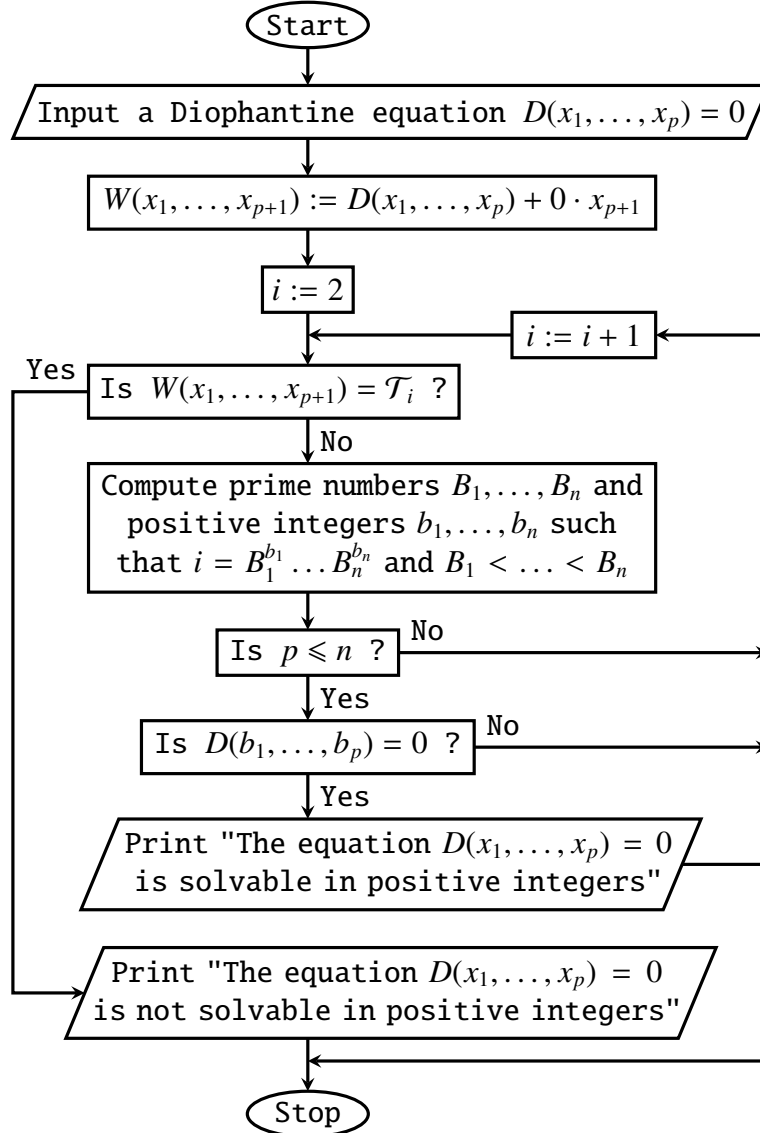 Start
Input a Diophantine equation D(x₁,…,xₚ) = 0
W(x₁,…,xₚ₊₁) := D(x₁,…,xₚ) + 0 · xₚ₊₁
i := 2
i := i + 1
Yes
Is W(x₁,…,xₚ₊₁) = 𝒯ᵢ ?
No
Compute prime numbers B₁,…,Bₙ and
positive integers b₁,…,bₙ such
that i = B₁^{b₁} … Bₙ^{bₙ} and B₁ < … < Bₙ
Is p ⩽ n ?
No
Yes
Is D(b₁,…,bₚ) = 0 ?
No
Yes
Print "The equation D(x₁,…,xₚ) = 0
is solvable in positive integers"
Print "The equation D(x₁,…,xₚ) = 0
is not solvable in positive integers"
Stop